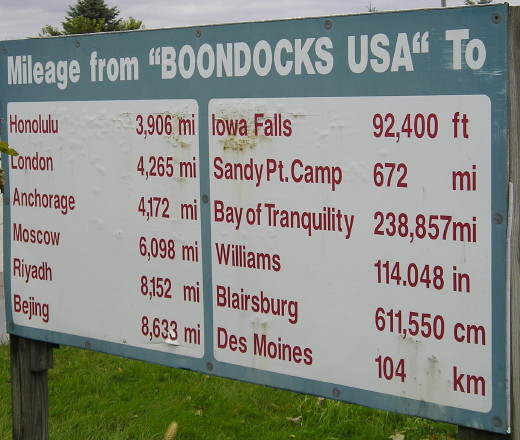 Mileage from "BOONDOCKS USA" To
Honolulu 3,906 mi
London 4,265 mi
Anchorage 4,172 mi
Moscow 6,098 mi
Riyadh 8,152 mi
Bejing 8,633 mi
Iowa Falls 92,400 ft
Sandy Pt. Camp 672 mi
Bay of Tranquility 238,857mi
Williams 114.048 in
Blairsburg 611,550 cm
Des Moines 104 km